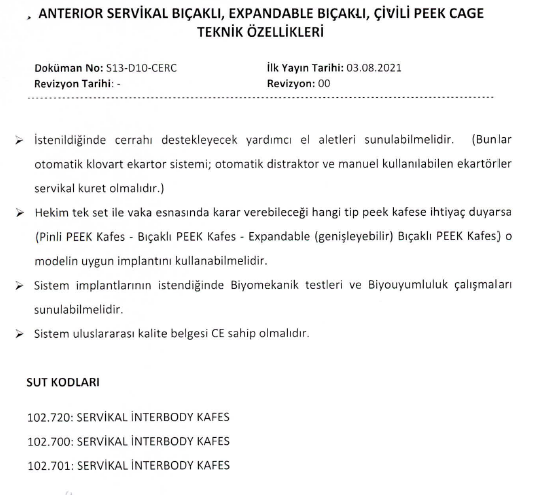 ANTERIOR SERVİKAL BIÇAKLI, EXPANDABLE BIÇAKLI, ÇİVİLİ PEEK CAGE
TEKNİK ÖZELLİKLERİ
Doküman No: S13-D10-CERC İlk Yayın Tarihi: 03.08.2021
Revizyon Tarihi: - Revizyon: 00
➢ İstenildiğinde cerrahı destekleyecek yardımcı el aletleri sunulabilmelidir. (Bunlar
otomatik klovart ekartor sistemi; otomatik distraktor ve manuel kullanılabilen ekartörler
servikal kuret olmalıdır.)
➢ Hekim tek set ile vaka esnasında karar verebileceği hangi tip peek kafese ihtiyaç duyarsa
(Pinli PEEK Kafes - Bıçaklı PEEK Kafes - Expandable (genişleyebilir) Bıçaklı PEEK Kafes) o
modelin uygun implantını kullanabilmelidir.
➢ Sistem implantlarının istendiğinde Biyomekanik testleri ve Biyouyumluluk çalışmaları
sunulabilmelidir.
➢ Sistem uluslararası kalite belgesi CE sahip olmalıdır.
SUT KODLARI
102.720: SERVİKAL İNTERBODY KAFES
102.700: SERVİKAL İNTERBODY KAFES
102.701: SERVİKAL İNTERBODY KAFES